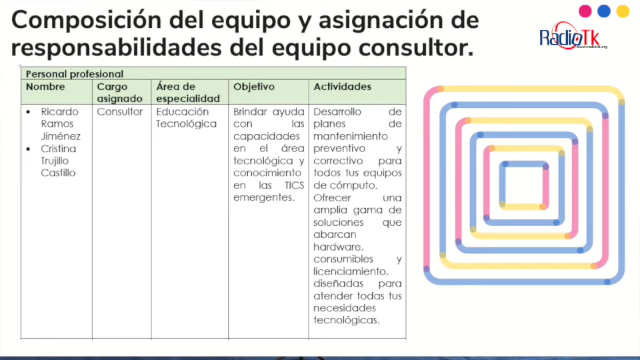 Composición del equipo y asignación de
responsabilidades del equipo consultor.
RadioTK
Personal profesional
Nombre
Cargo asignado
Área de especialidad
Objetivo
Actividades
• Ricardo
Ramos
Jiménez
• Cristina
Trujillo
Castillo
Consultor
Educación
Tecnológica
Brindar ayuda
con las
capacidades
en el área
tecnológica y
conocimiento
en las TICS
emergentes.
Desarrollo de
planes de
mantenimiento
preventivo y
correctivo para
todos tus equipos
de cómputo.
Ofrecer una
amplia gama de
soluciones que
abarcan
hardware,
consumibles y
licenciamiento,
diseñadas para
atender todas tus
necesidades
tecnológicas.